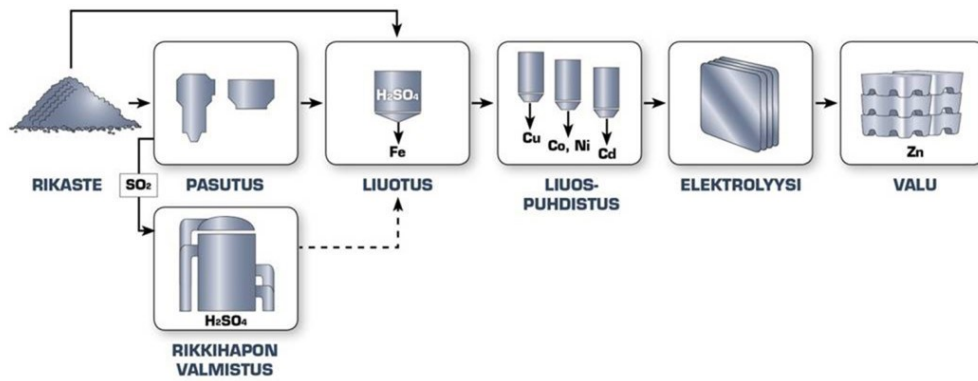 RIKASTE
SO₂
PASUTUS
H₂SO₄
Fe
LIUOTUS
Cu
Co, Ni
Cd
LIUOS-
PUHDISTUS
ELEKTROLYYSI
Zn
VALU
H₂SO₄
RIKKIHAPON
VALMISTUS